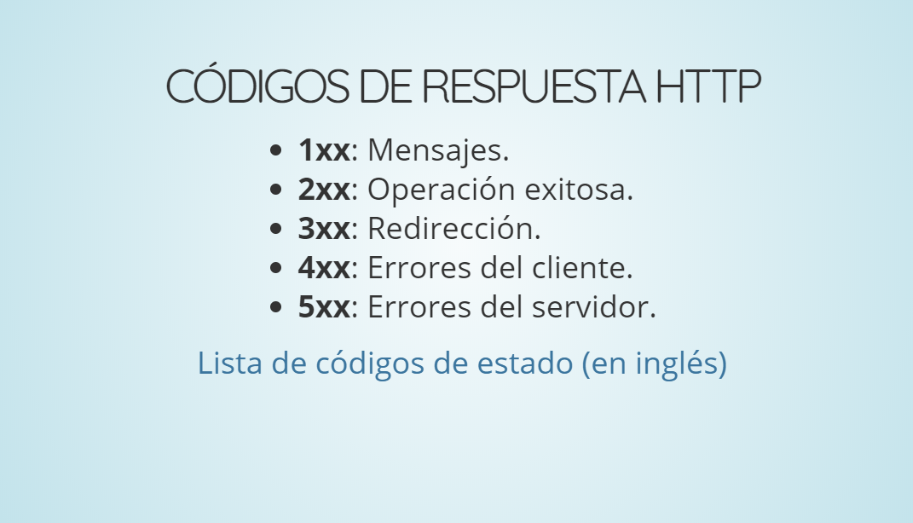 CÓDIGOS DE RESPUESTA HTTP
• 1xx: Mensajes.
• 2xx: Operación exitosa.
• 3xx: Redirección.
• 4xx: Errores del cliente.
• 5xx: Errores del servidor.
Lista de códigos de estado (en inglés)